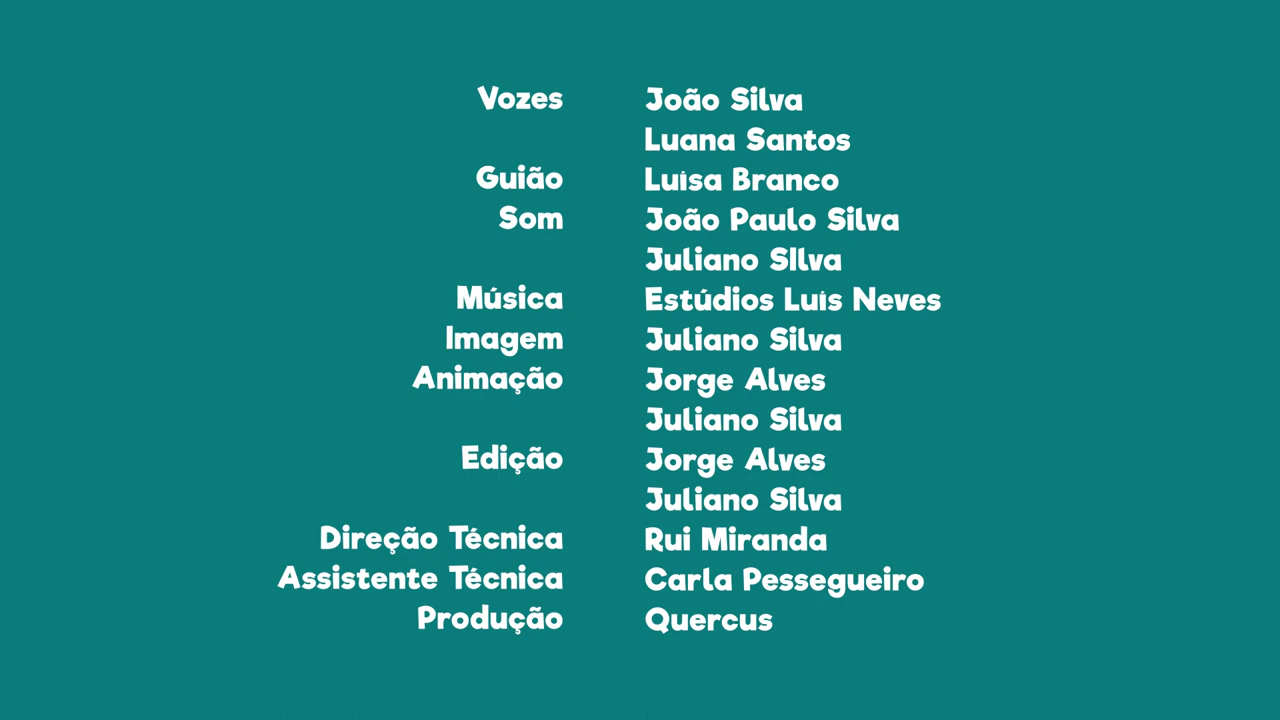 Vozes João Silva
Luana Santos
Guião Luísa Branco
Som João Paulo Silva
Juliano SIlva
Música Estúdios Luís Neves
Imagem Juliano Silva
Animação Jorge Alves
Juliano Silva
Edição Jorge Alves
Juliano Silva
Direção Técnica Rui Miranda
Assistente Técnica Carla Pessegueiro
Produção Quercus